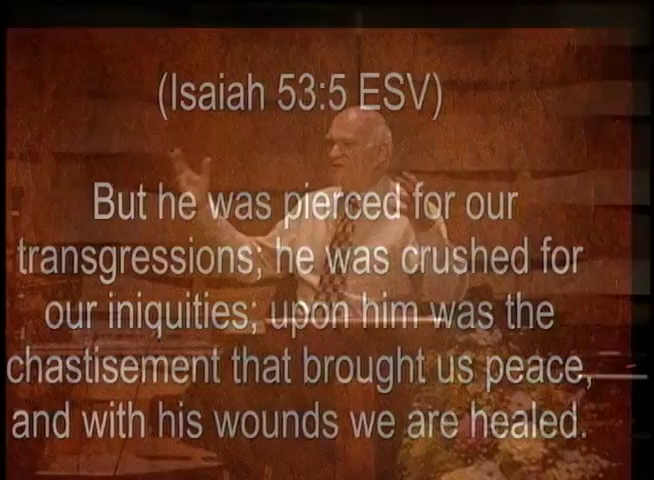 (Isaiah 53:5 ESV)
But he was pierced for our
transgressions; he was crushed for
our iniquities; upon him was the
chastisement that brought us peace,
and with his wounds we are healed.